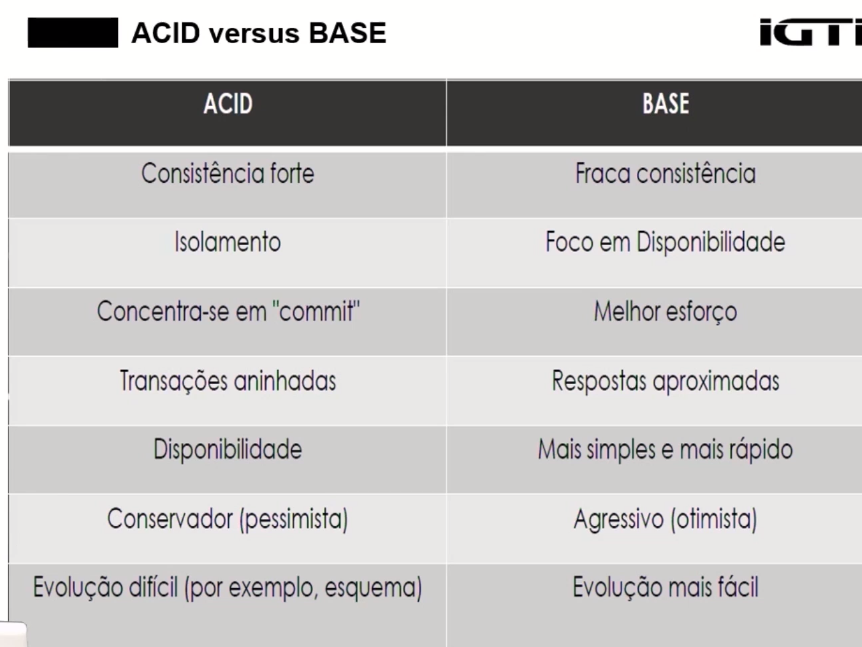 ACID versus BASE
iGTi
ACID BASE
Consistência forte Fraca consistência
Isolamento Foco em Disponibilidade
Concentra-se em "commit" Melhor esforço
Transações aninhadas Respostas aproximadas
Disponibilidade Mais simples e mais rápido
Conservador (pessimista) Agressivo (otimista)
Evolução difícil (por exemplo, esquema) Evolução mais fácil